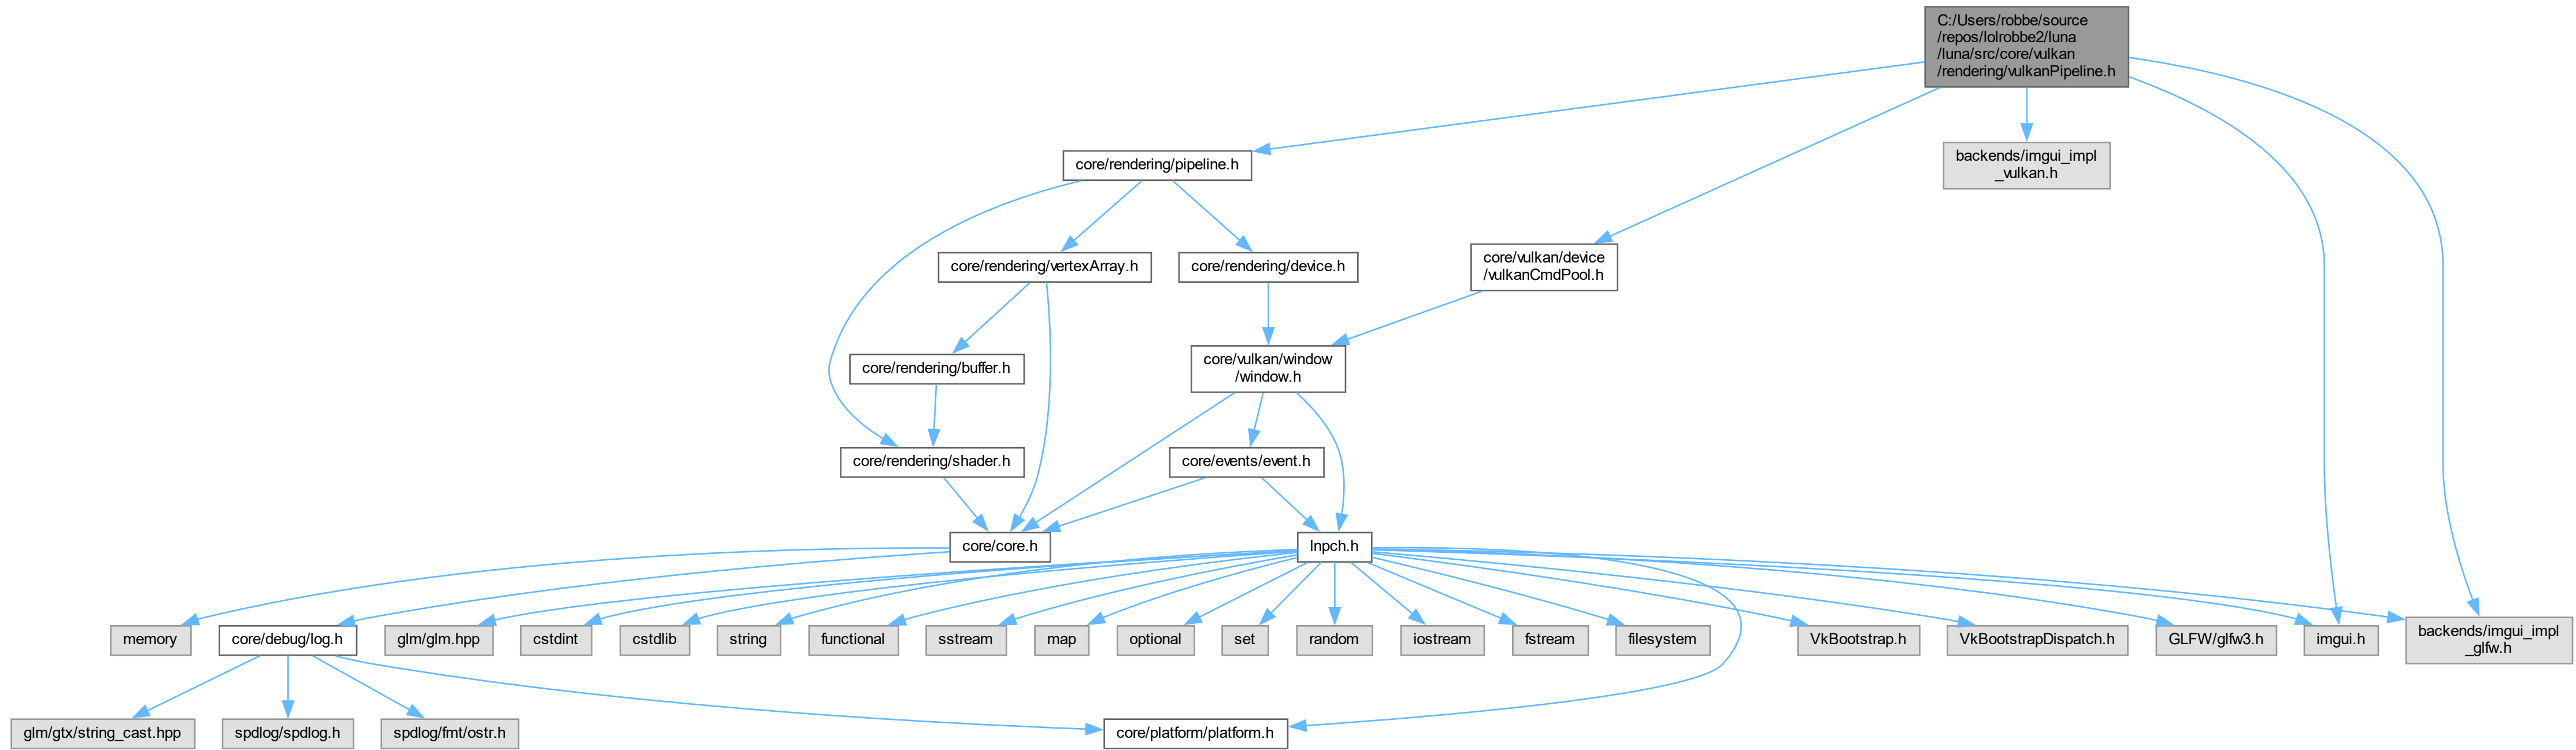 C:/Users/robbe/source
/repos/lolrobbe2/luna
/luna/src/core/vulkan
/rendering/vulkanPipeline.h
core/rendering/pipeline.h
backends/imgui_impl
_vulkan.h
core/rendering/vertexArray.h
core/rendering/device.h
core/vulkan/device
/vulkanCmdPool.h
core/rendering/buffer.h
core/vulkan/window
/window.h
core/rendering/shader.h
core/events/event.h
core/core.h
lnpch.h
memory
core/debug/log.h
glm/glm.hpp
cstdint
cstdlib
string
functional
sstream
map
optional
set
random
iostream
fstream
filesystem
VkBootstrap.h
VkBootstrapDispatch.h
GLFW/glfw3.h
imgui.h
backends/imgui_impl
_glfw.h
glm/gtx/string_cast.hpp
spdlog/spdlog.h
spdlog/fmt/ostr.h
core/platform/platform.h